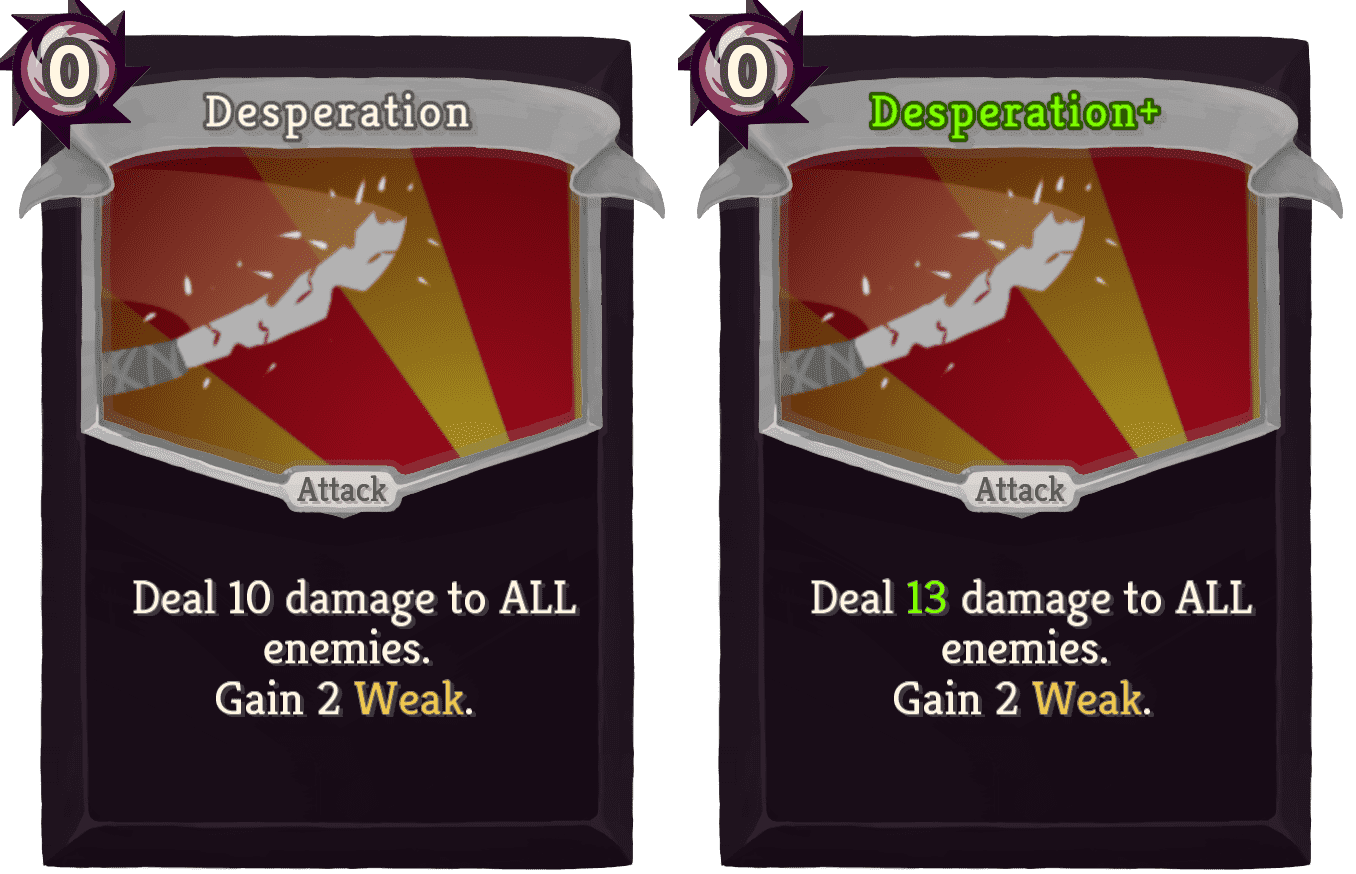 0
Desperation
Attack
Deal 10 damage to ALL
enemies.
Gain 2 Weak.
0
Desperation+
Attack
Deal 13 damage to ALL
enemies.
Gain 2 Weak.